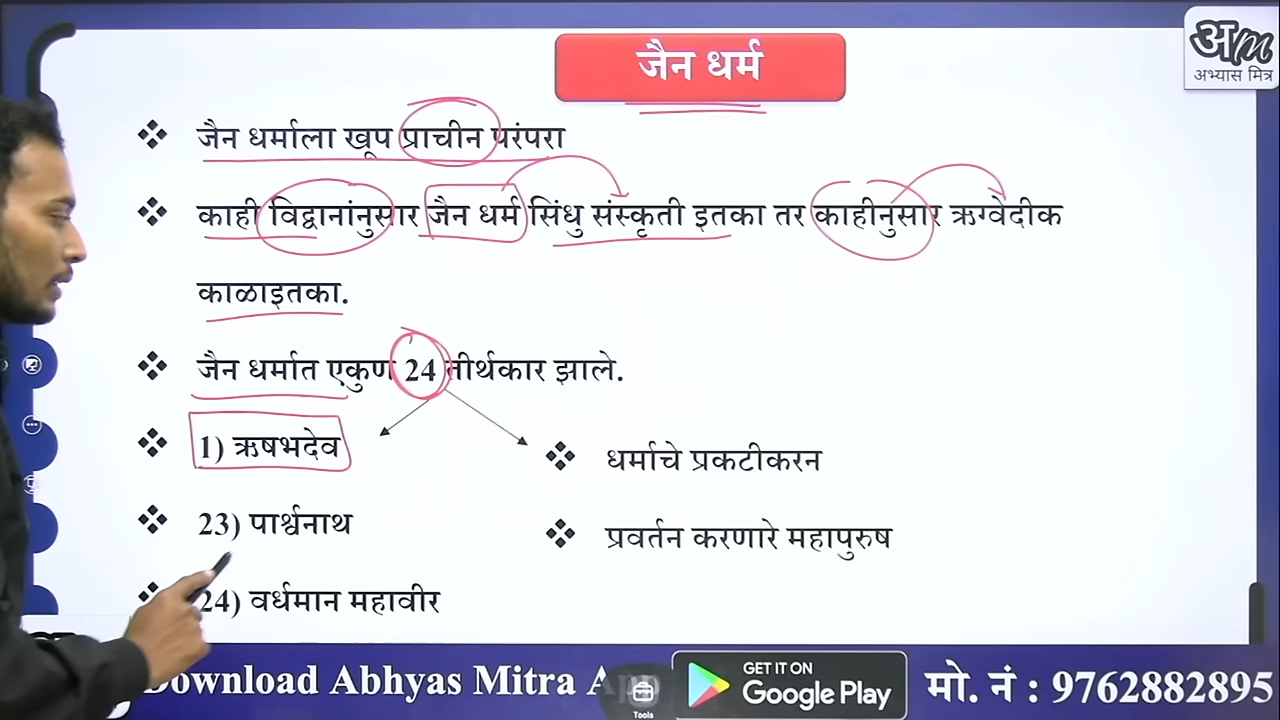 जैन धर्म
अm
अभ्यास मित्र
❖ जैन धर्माला खूप प्राचीन परंपरा
❖ काही विद्वानांनुसार जैन धर्म सिंधु संस्कृती इतका तर काहीनुसार ऋग्वेदीक
काळाइतका.
❖ जैन धर्मात एकुण 24 तीर्थकार झाले.
❖ 1) ऋषभदेव
❖ धर्माचे प्रकटीकरन
❖ 23) पार्श्वनाथ
❖ प्रवर्तन करणारे महापुरुष
❖ 24) वर्धमान महावीर
Download Abhyas Mitra App
Tools
GET IT ON
Google Play
मो. नं : 9762882895